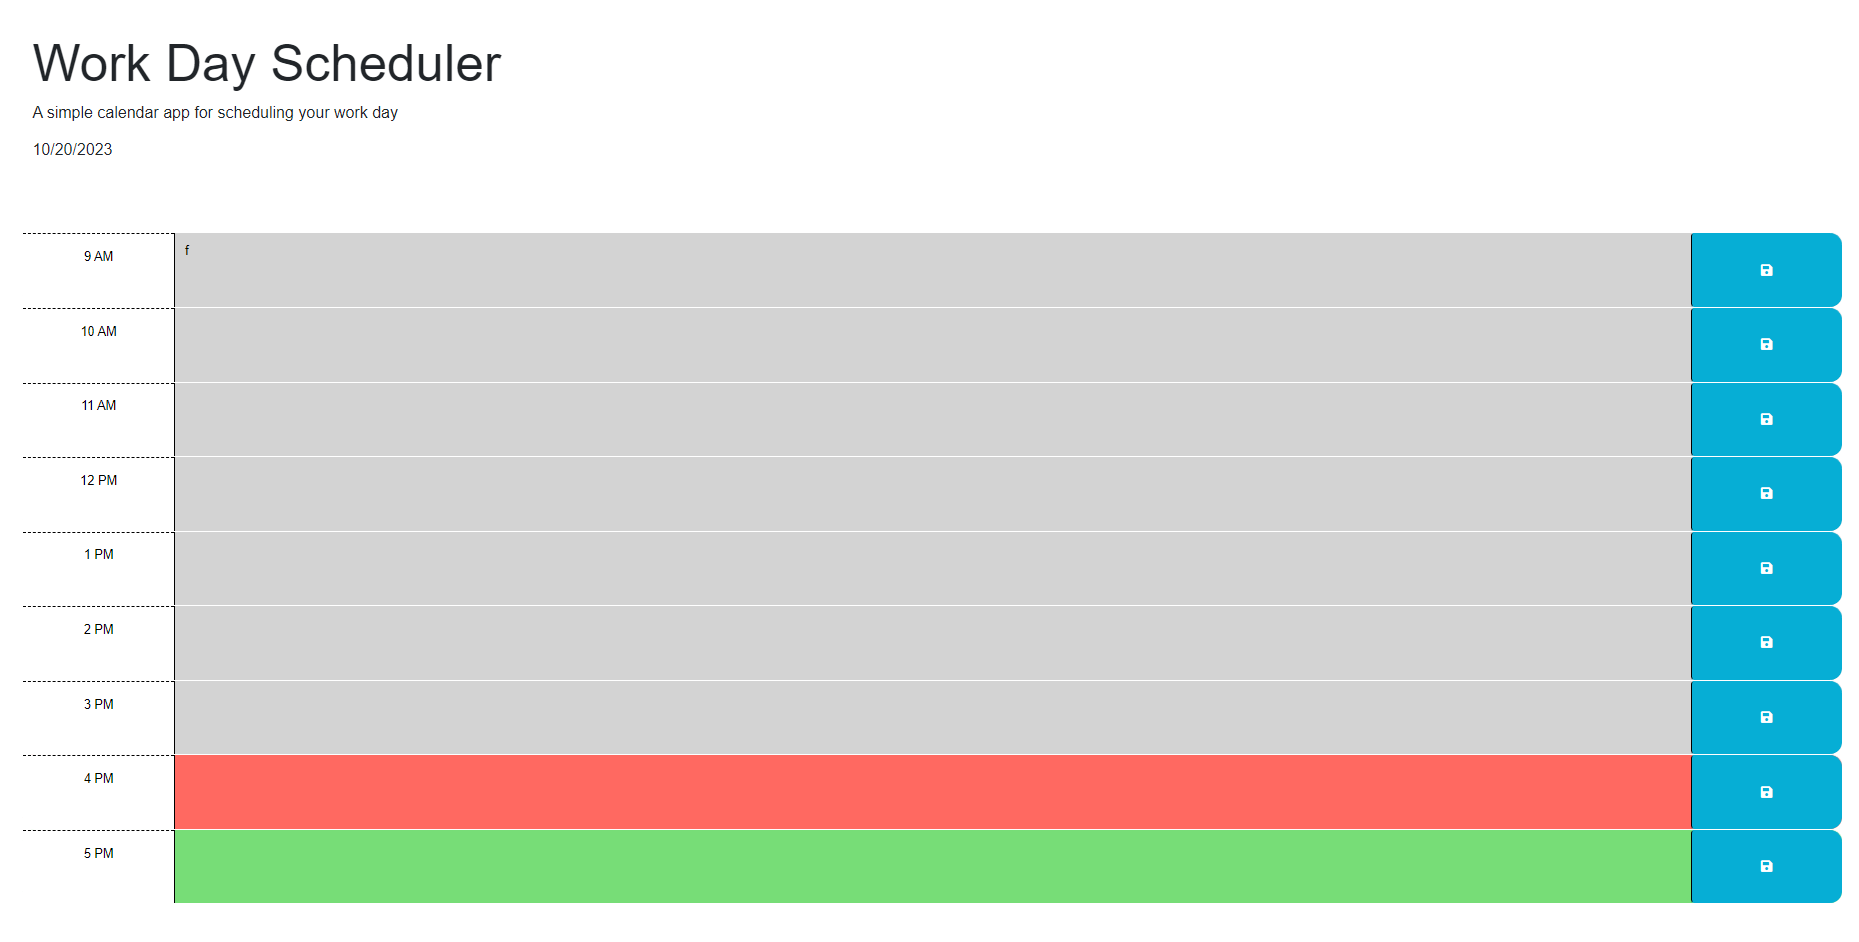 Work Day Scheduler
A simple calendar app for scheduling your work day
10/20/2023
9 AM
f
10 AM
11 AM
12 PM
1 PM
2 PM
3 PM
4 PM
5 PM